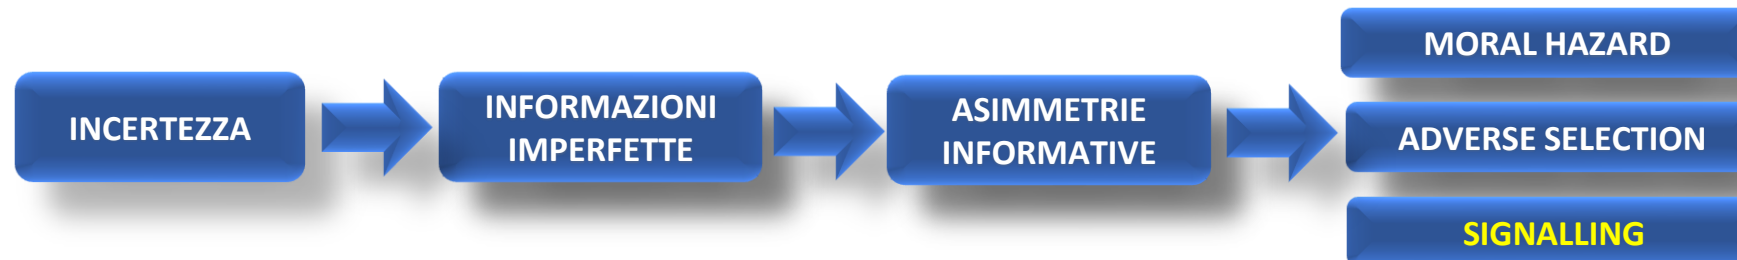 INCERTEZZA
INFORMAZIONI
IMPERFETTE
ASIMMETRIE
INFORMATIVE
MORAL HAZARD
ADVERSE SELECTION
SIGNALLING